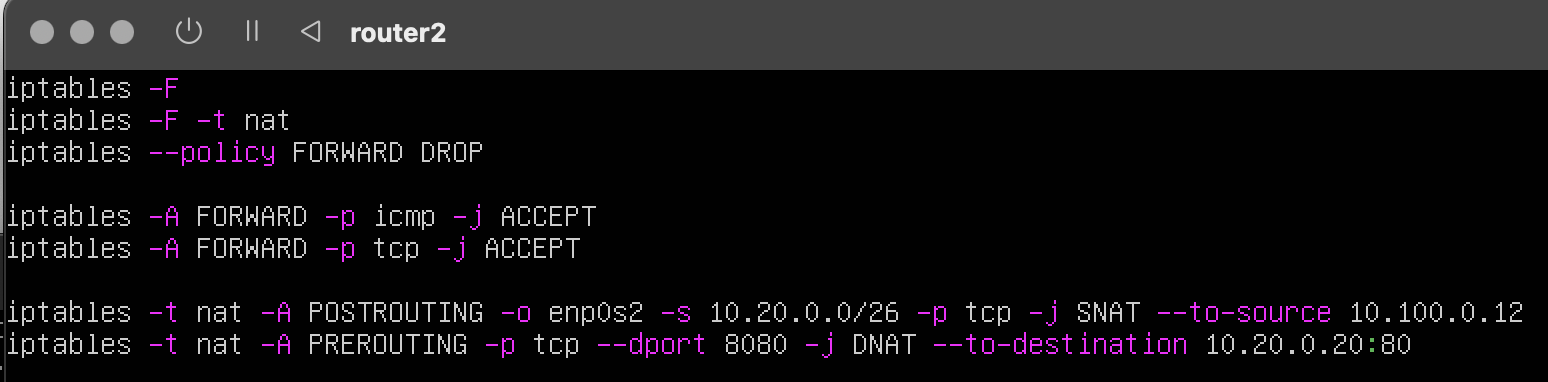 router2
iptables -F
iptables -F -t nat
iptables --policy FORWARD DROP
iptables -A FORWARD -p icmp -j ACCEPT
iptables -A FORWARD -p tcp -j ACCEPT
iptables -t nat -A POSTROUTING -o enp0s2 -s 10.20.0.0/26 -p tcp -j SNAT --to-source 10.100.0.12
iptables -t nat -A PREROUTING -p tcp --dport 8080 -j DNAT --to-destination 10.20.0.20:80